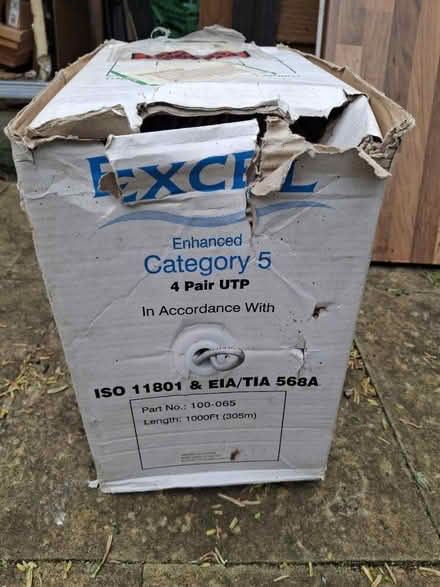 EXCEL
Enhanced
Category 5
4 Pair UTP
In Accordance With
ISO 11801 & EIA/TIA 568A
Part No.: 100-065
Length: 1000Ft (305m)